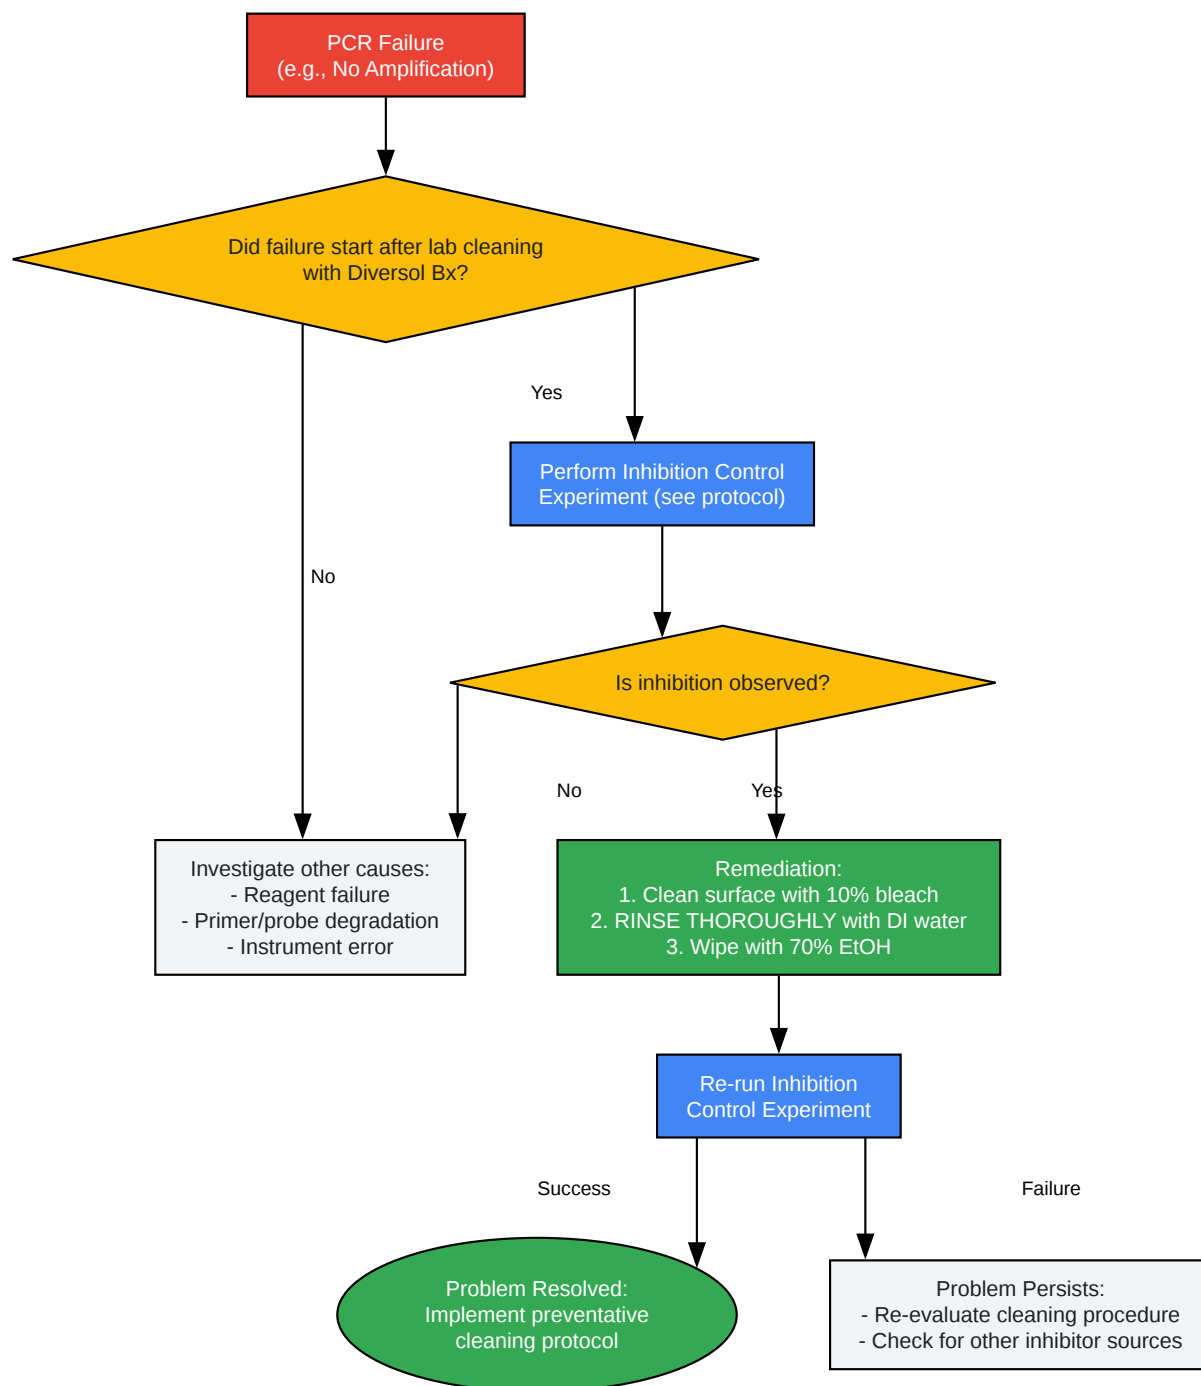 PCR Failure
(e.g., No Amplification)
Did failure start after lab cleaning
with Diversol Bx?
Yes
Perform Inhibition Control
Experiment (see protocol)
No
Is inhibition observed?
No
Yes
Investigate other causes:
- Reagent failure
- Primer/probe degradation
- Instrument error
Remediation:
1. Clean surface with 10% bleach
2. RINSE THOROUGHLY with DI water
3. Wipe with 70% EtOH
Re-run Inhibition
Control Experiment
Success
Failure
Problem Resolved:
Implement preventative
cleaning protocol
Problem Persists:
- Re-evaluate cleaning procedure
- Check for other inhibitor sources